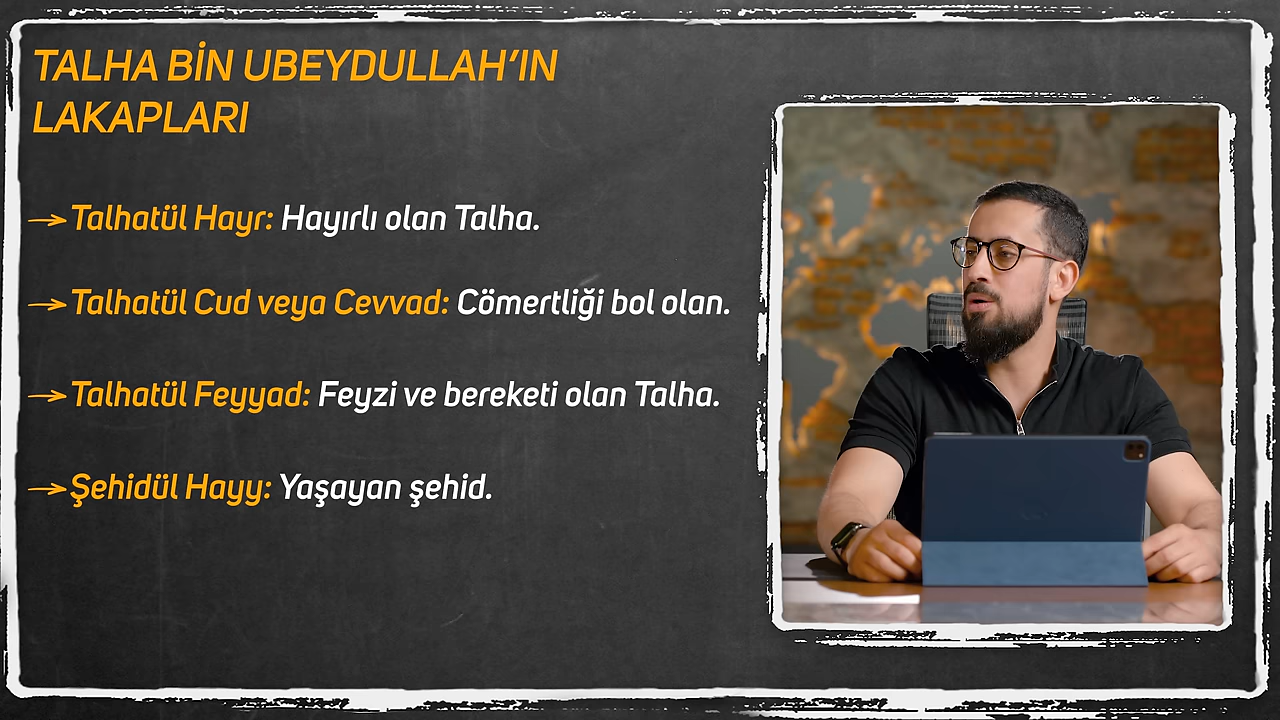 TALHA BİN UBEYDULLAH’IN
LAKAPLARI
Talhatül Hayr: Hayırlı olan Talha.
Talhatül Cud veya Cevvad: Cömertliği bol olan.
Talhatül Feyyad: Feyzi ve bereketi olan Talha.
Şehidül Hayy: Yaşayan şehid.